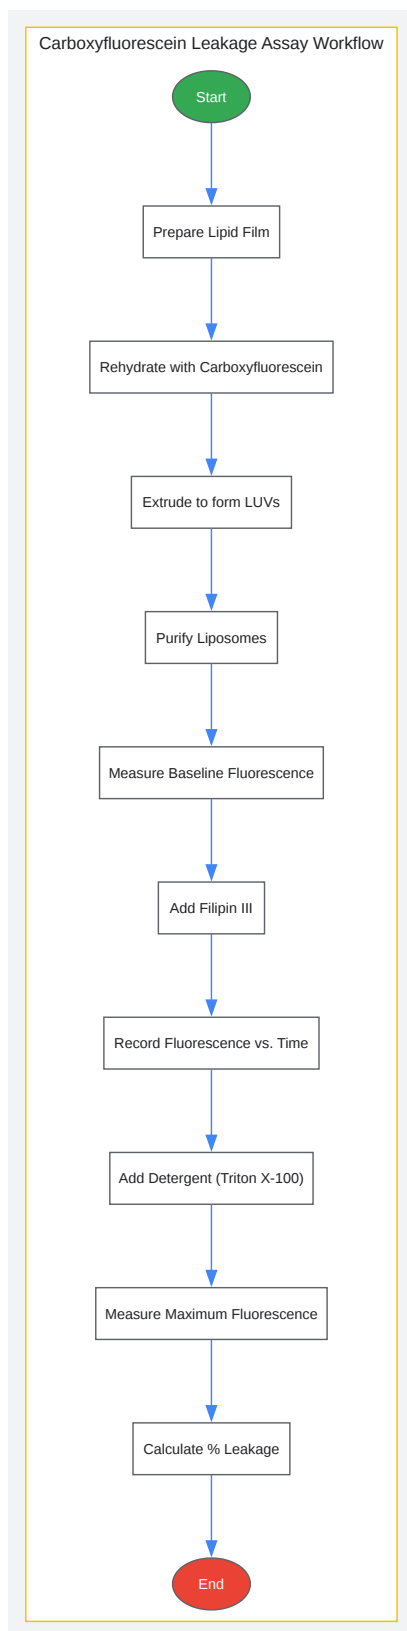 Carboxyfluorescein Leakage Assay Workflow
Start
Prepare Lipid Film
Rehydrate with Carboxyfluorescein
Extrude to form LUVs
Purify Liposomes
Measure Baseline Fluorescence
Add Filipin III
Record Fluorescence vs. Time
Add Detergent (Triton X-100)
Measure Maximum Fluorescence
Calculate % Leakage
End